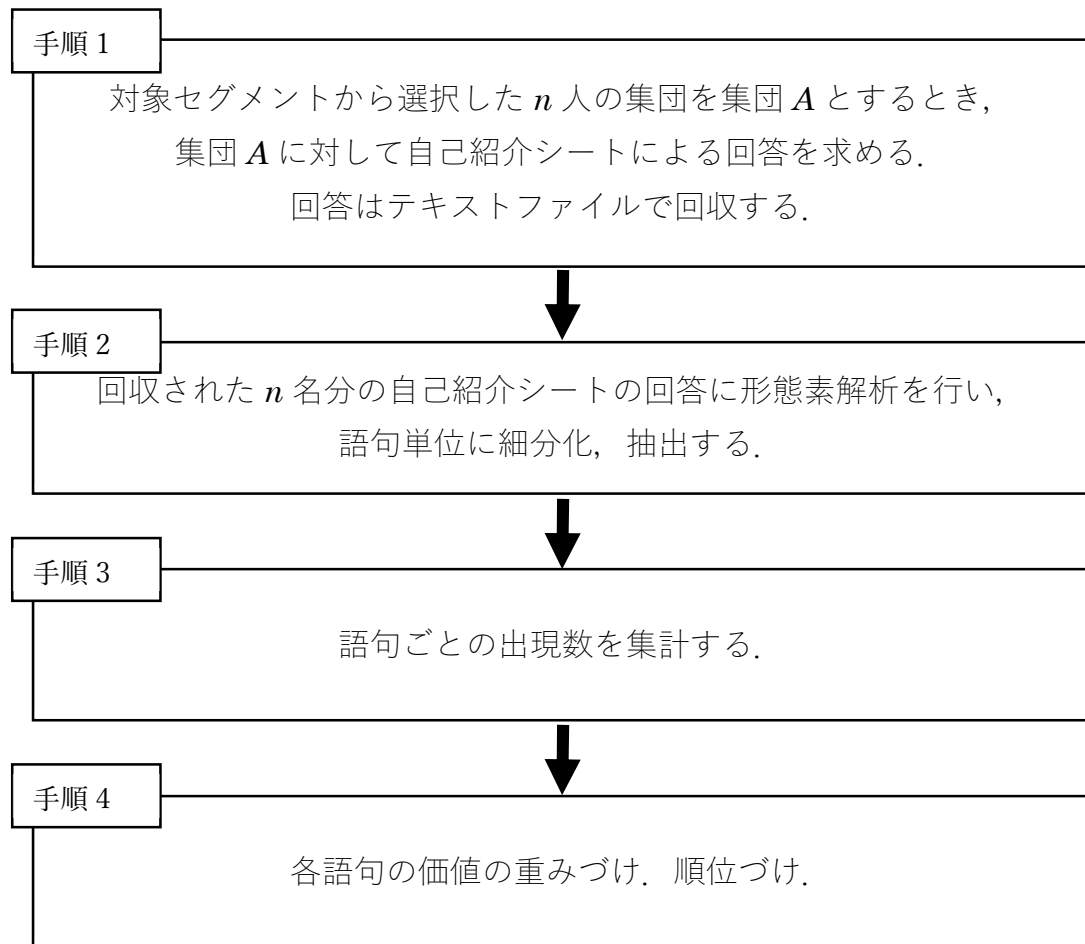 手順 1
対象セグメントから選択した n 人の集団を集団 A とするとき,
集団 A に対して自己紹介シートによる回答を求める.
回答はテキストファイルで回収する.
手順 2
回収された n 名分の自己紹介シートの回答に形態素解析を行い,
語句単位に細分化, 抽出する.
手順 3
語句ごとの出現数を集計する.
手順 4
各語句の価値の重みづけ. 順位づけ.